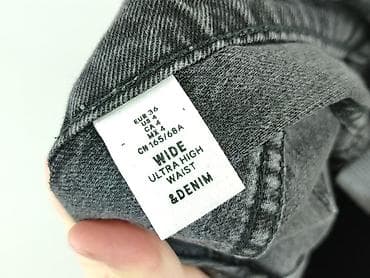 EUR 36
US 4
CA 4
MX 4
CN 165/68A
WIDE
ULTRA HIGH
WAIST
&DENIM